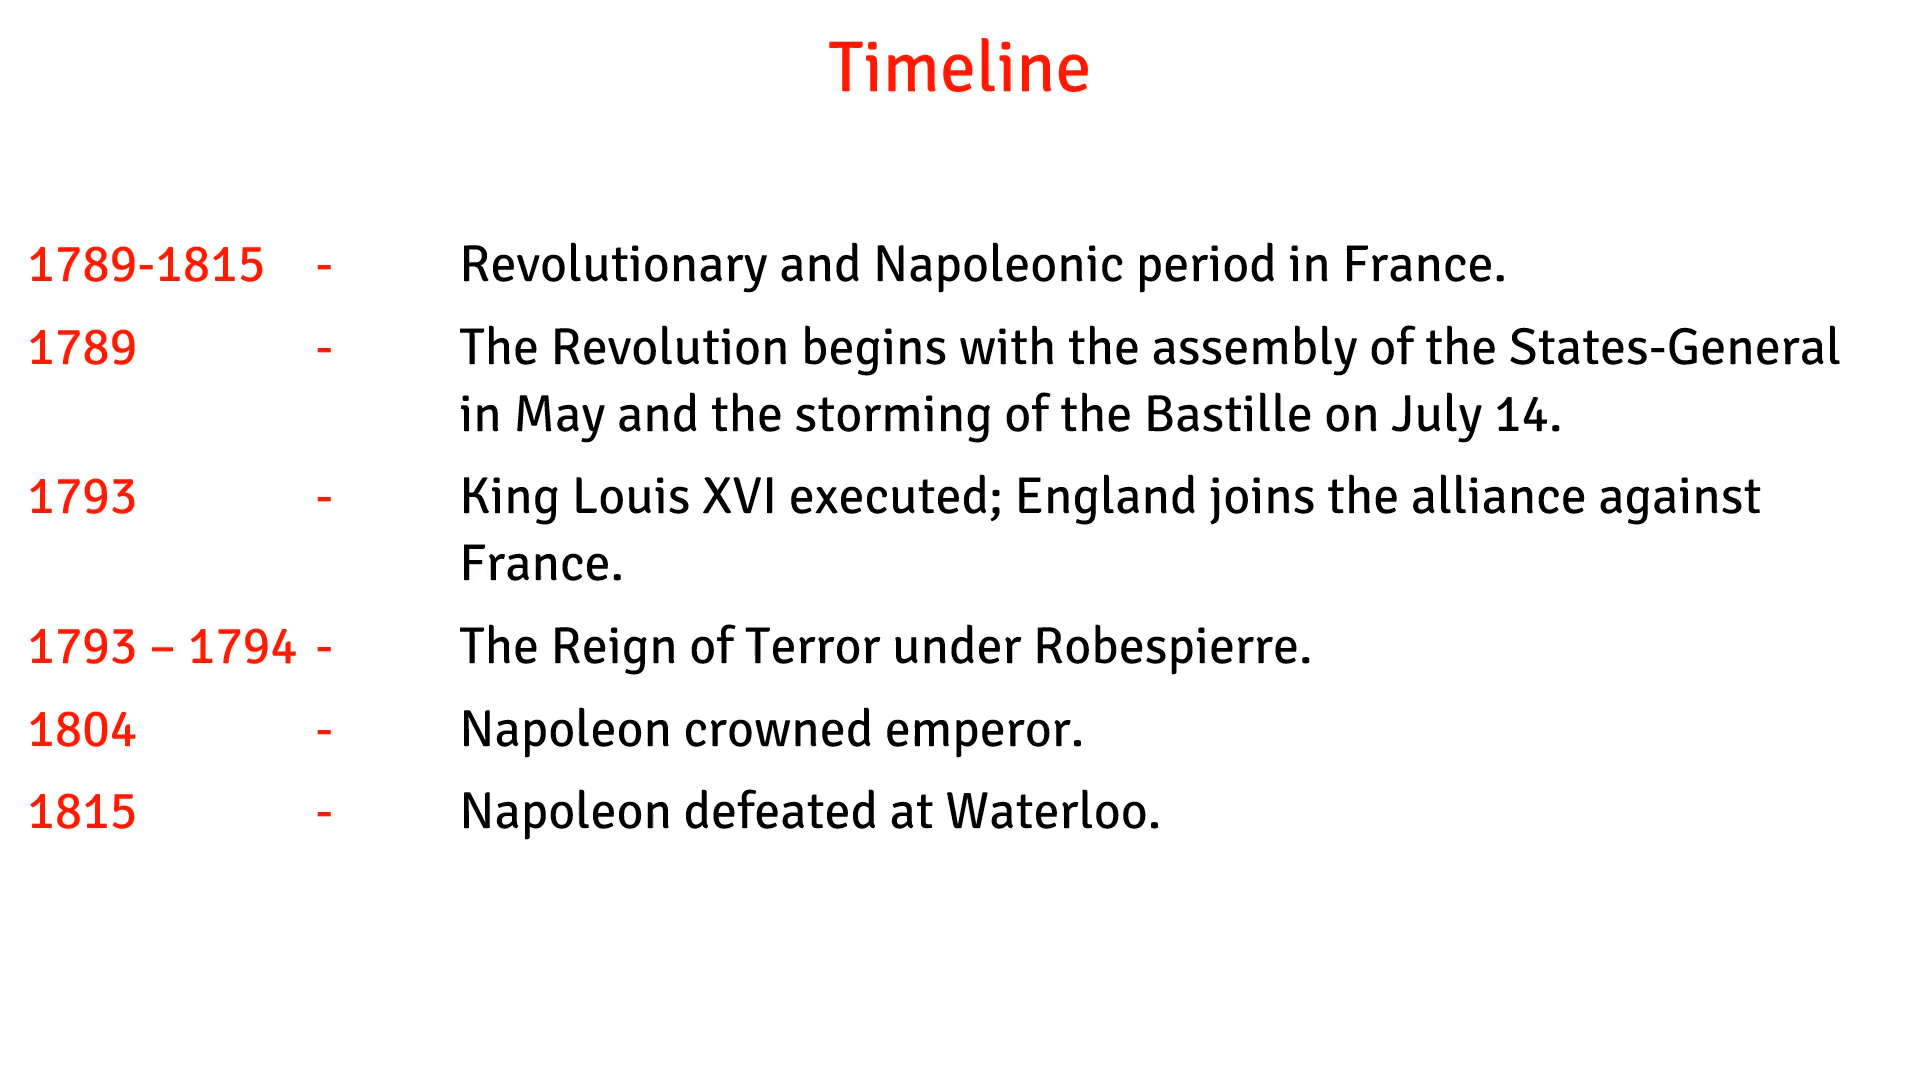 Timeline
1789-1815 - Revolutionary and Napoleonic period in France.
1789 - The Revolution begins with the assembly of the States-General
in May and the storming of the Bastille on July 14.
1793 - King Louis XVI executed; England joins the alliance against
France.
1793 – 1794 - The Reign of Terror under Robespierre.
1804 - Napoleon crowned emperor.
1815 - Napoleon defeated at Waterloo.